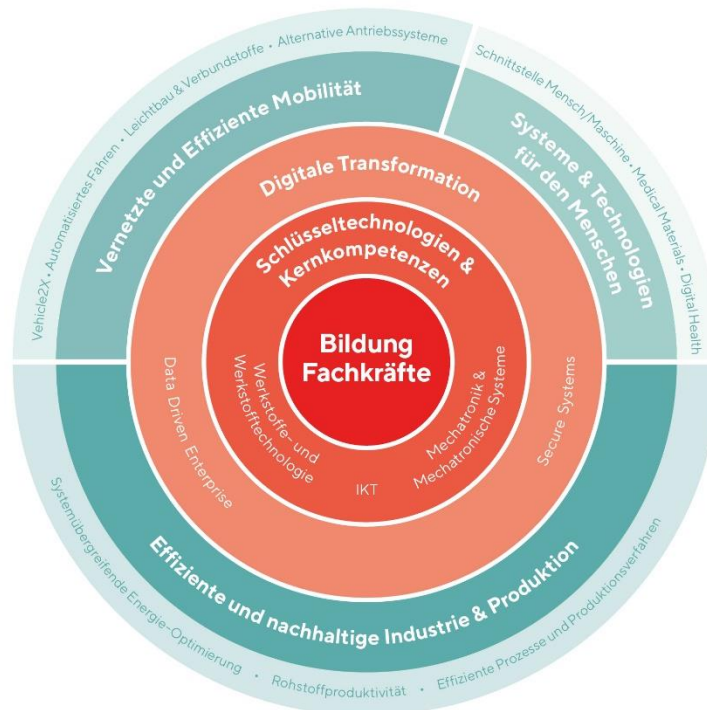 Vehicle2X • Automatisiertes Fahren • Leichtbau & Verbundstoffe • Alternative Antriebssysteme
Schnittstelle Mensch/Maschine • Medical Materials • Digital Health
Vernetzte und Effiziente Mobilität
Systeme & Technologien
für den Menschen
Digitale Transformation
Schlüsseltechnologien &
Kernkompetenzen
Bildung
Fachkräfte
Data Driven Enterprise
Werkstoffe- und
Werkstofftechnologie
IKT
Mechatronik &
Mechatronische Systeme
Secure Systems
Effiziente und nachhaltige Industrie & Produktion
Systemübergreifende Energie-Optimierung • Rohstoffproduktivität • Effiziente Prozesse und Produktionsverfahren